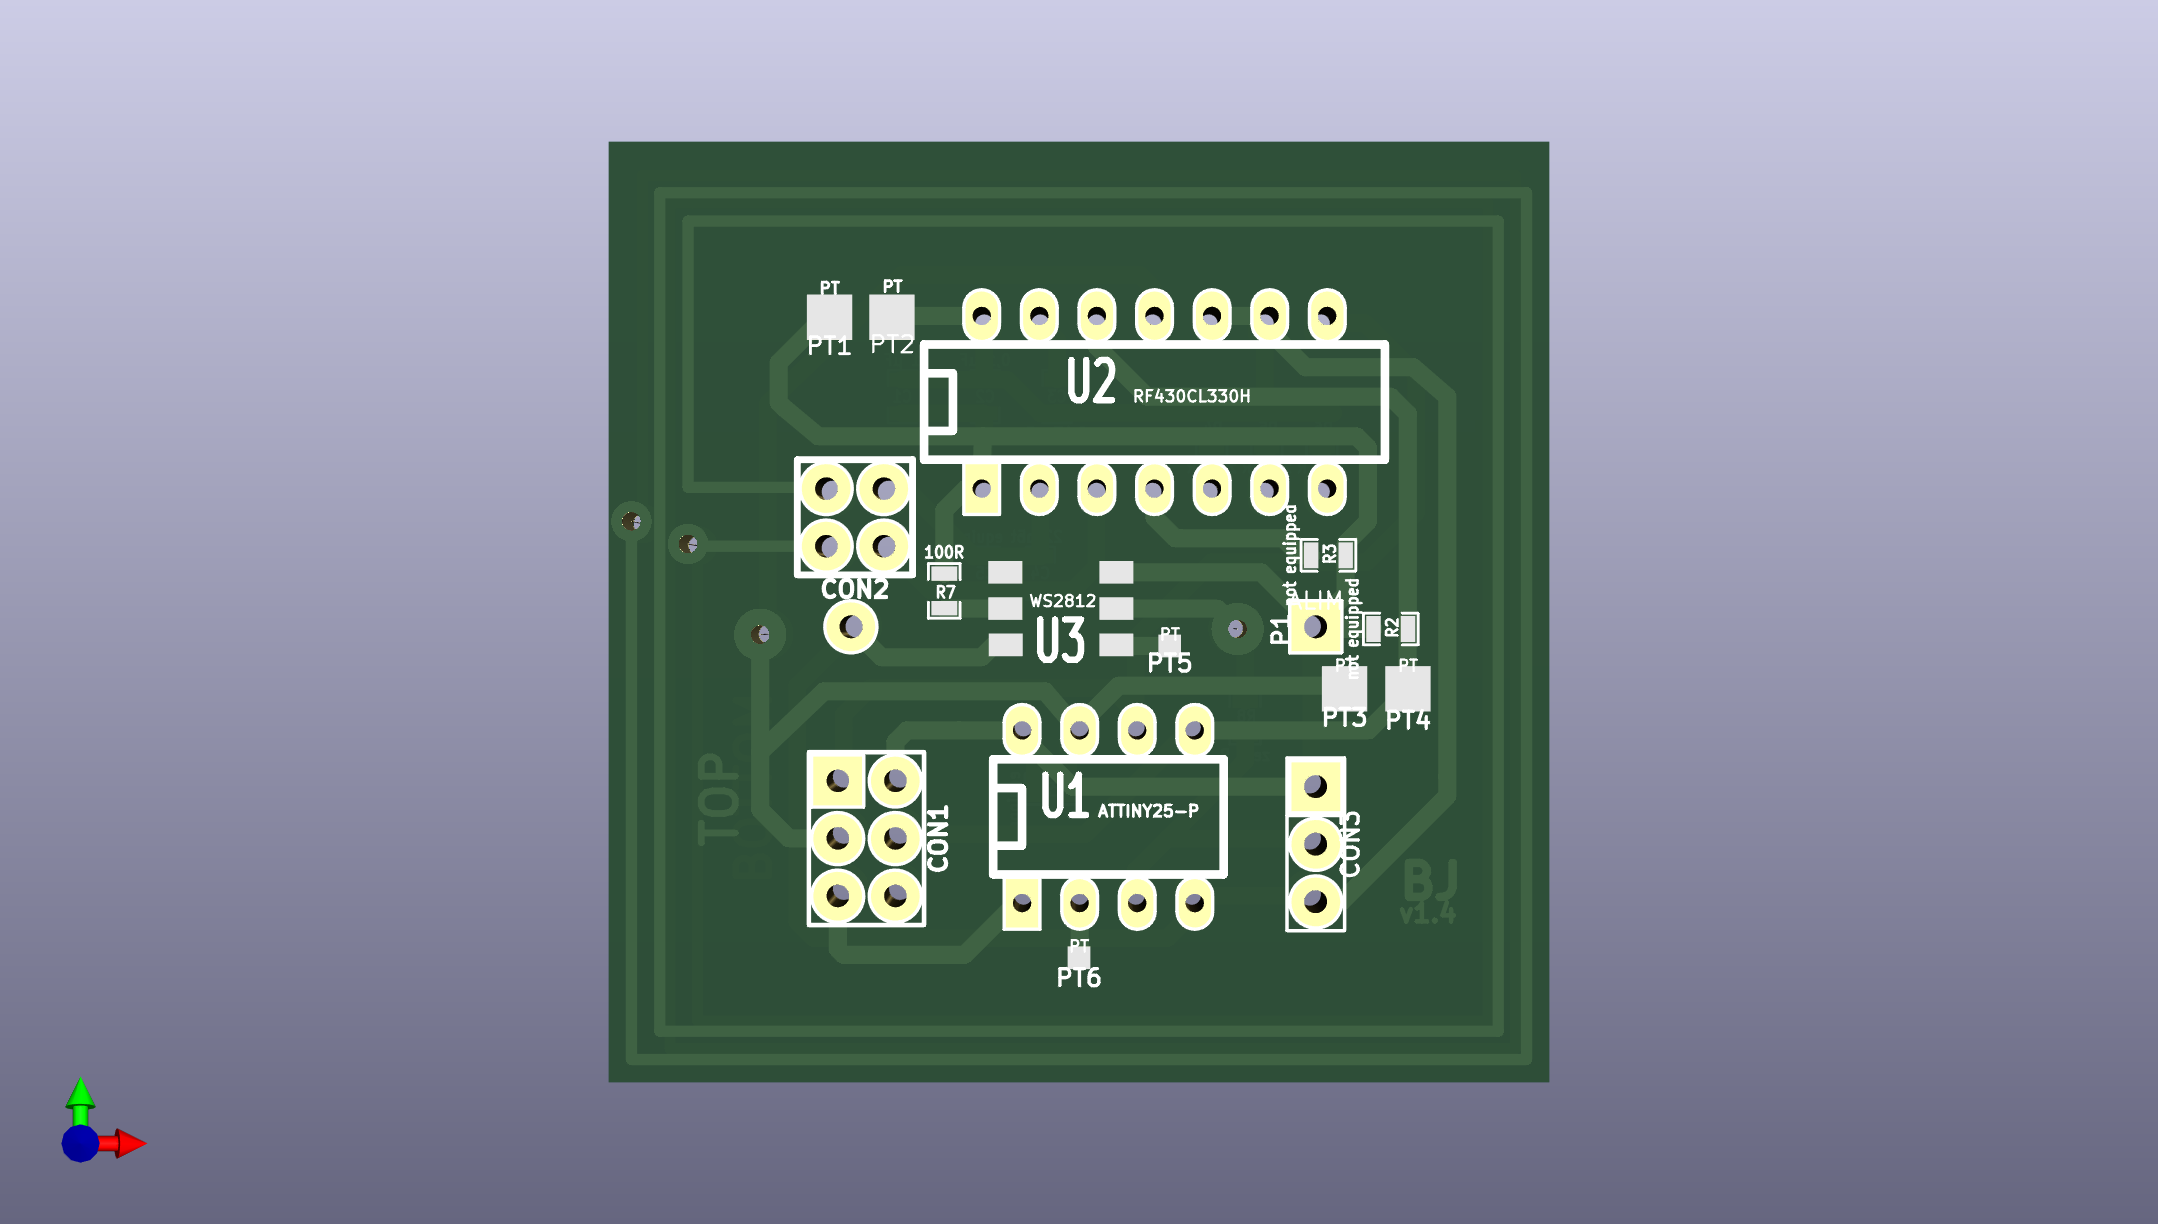 PT
PT
PT1
PT2
U2
RF430CL330H
not equipped
R3
100R
CON2
R7
WS2812
U3
ALIM
not equipped
P1
R2
PT
PT5
PT
PT
PT3
PT4
TOP
U1
ATTINY25-P
CON1
CON3
BJ
v1.4
PT
PT6